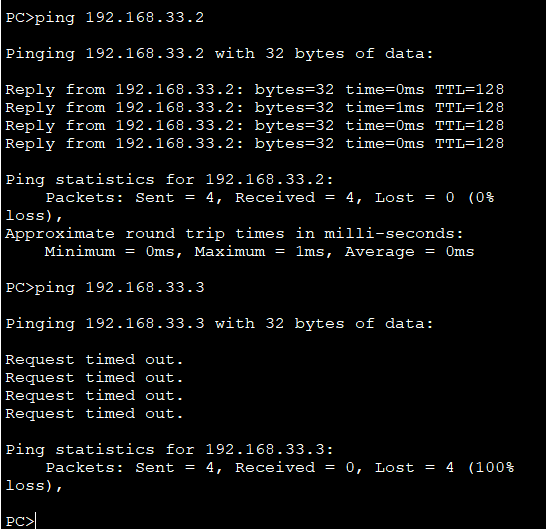 PC>ping 192.168.33.2
Pinging 192.168.33.2 with 32 bytes of data:
Reply from 192.168.33.2: bytes=32 time=0ms TTL=128
Reply from 192.168.33.2: bytes=32 time=1ms TTL=128
Reply from 192.168.33.2: bytes=32 time=0ms TTL=128
Reply from 192.168.33.2: bytes=32 time=0ms TTL=128
Ping statistics for 192.168.33.2:
Packets: Sent = 4, Received = 4, Lost = 0 (0%
loss),
Approximate round trip times in milli-seconds:
Minimum = 0ms, Maximum = 1ms, Average = 0ms
PC>ping 192.168.33.3
Pinging 192.168.33.3 with 32 bytes of data:
Request timed out.
Request timed out.
Request timed out.
Request timed out.
Ping statistics for 192.168.33.3:
Packets: Sent = 4, Received = 0, Lost = 4 (100%
loss),
PC>